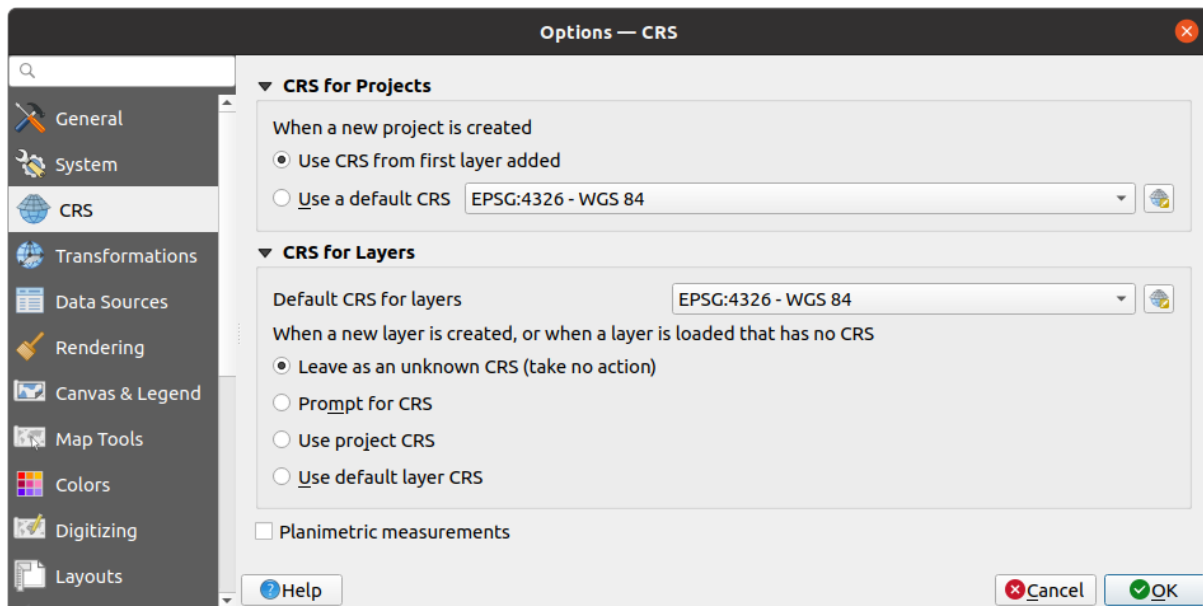 Options — CRS
General
System
CRS
Transformations
Data Sources
Rendering
Canvas & Legend
Map Tools
Colors
Digitizing
Layouts
CRS for Projects
When a new project is created
Use CRS from first layer added
Use a default CRS EPSG:4326 - WGS 84
CRS for Layers
Default CRS for layers EPSG:4326 - WGS 84
When a new layer is created, or when a layer is loaded that has no CRS
Leave as an unknown CRS (take no action)
Prompt for CRS
Use project CRS
Use default layer CRS
Planimetric measurements
?Help
Cancel
OK